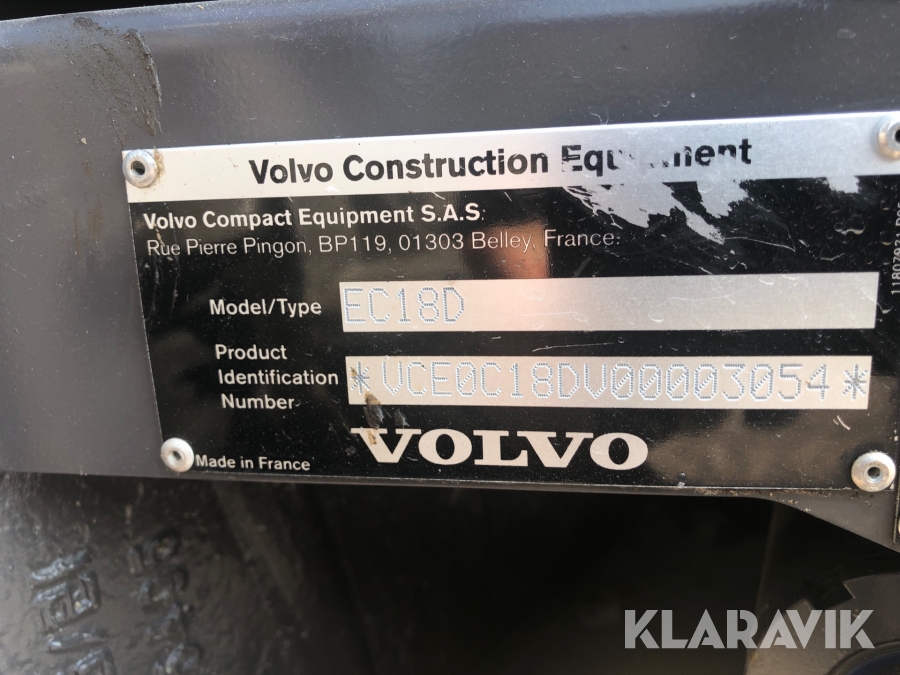 Volvo Construction
Volvo Compact Equipment S.A.S.
Rue Pierre Pingon, BP119, 01303 Belley, France.
Model/Type EC18D
Product
Identification
Number
*VCE0C18DV00003054*
VOLVO
Made in France
KLARAVIK